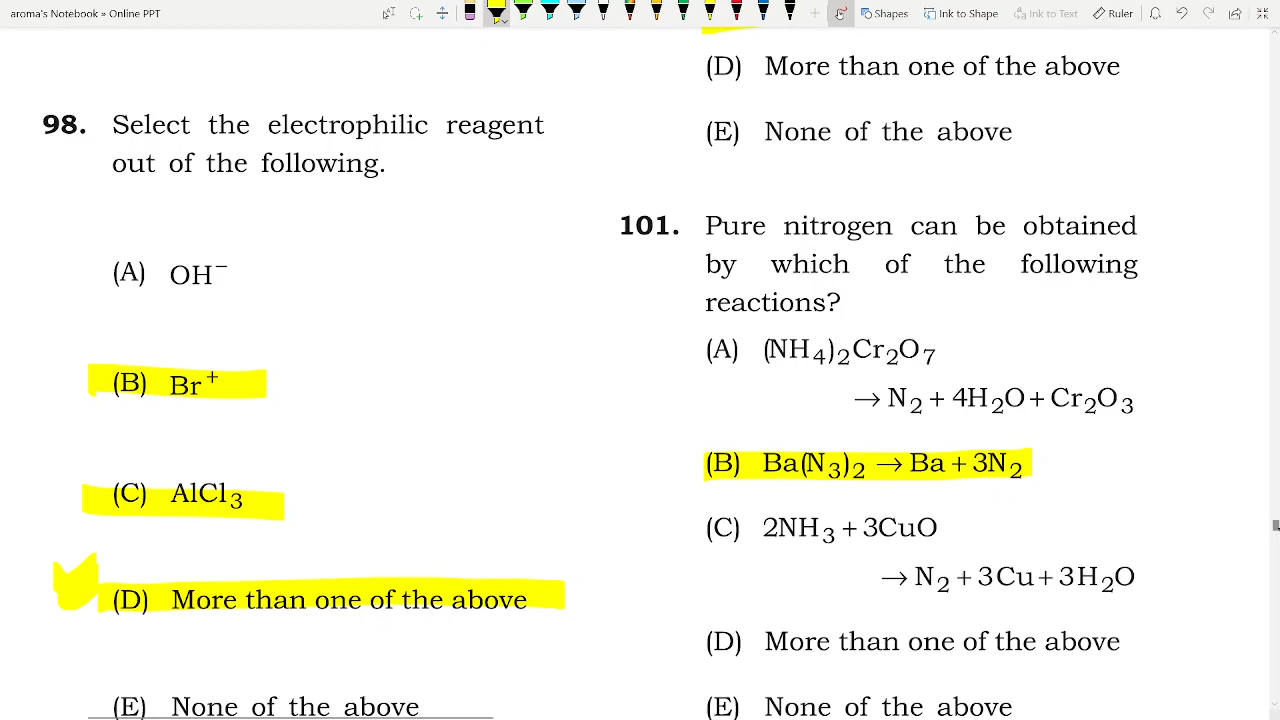 aroma's Notebook » Online PPT
Shapes Ink to Shape Ink to Text Ruler
98. Select the electrophilic reagent
out of the following.
(A) OH⁻
(B) Br⁺
(C) AlCl₃
(D) More than one of the above
(E) None of the above
(D) More than one of the above
(E) None of the above
101. Pure nitrogen can be obtained
by which of the following
reactions?
(A) (NH₄)₂Cr₂O₇
→ N₂ + 4H₂O + Cr₂O₃
(B) Ba(N₃)₂ → Ba + 3N₂
(C) 2NH₃ + 3CuO
→ N₂ + 3Cu + 3H₂O
(D) More than one of the above
(E) None of the above